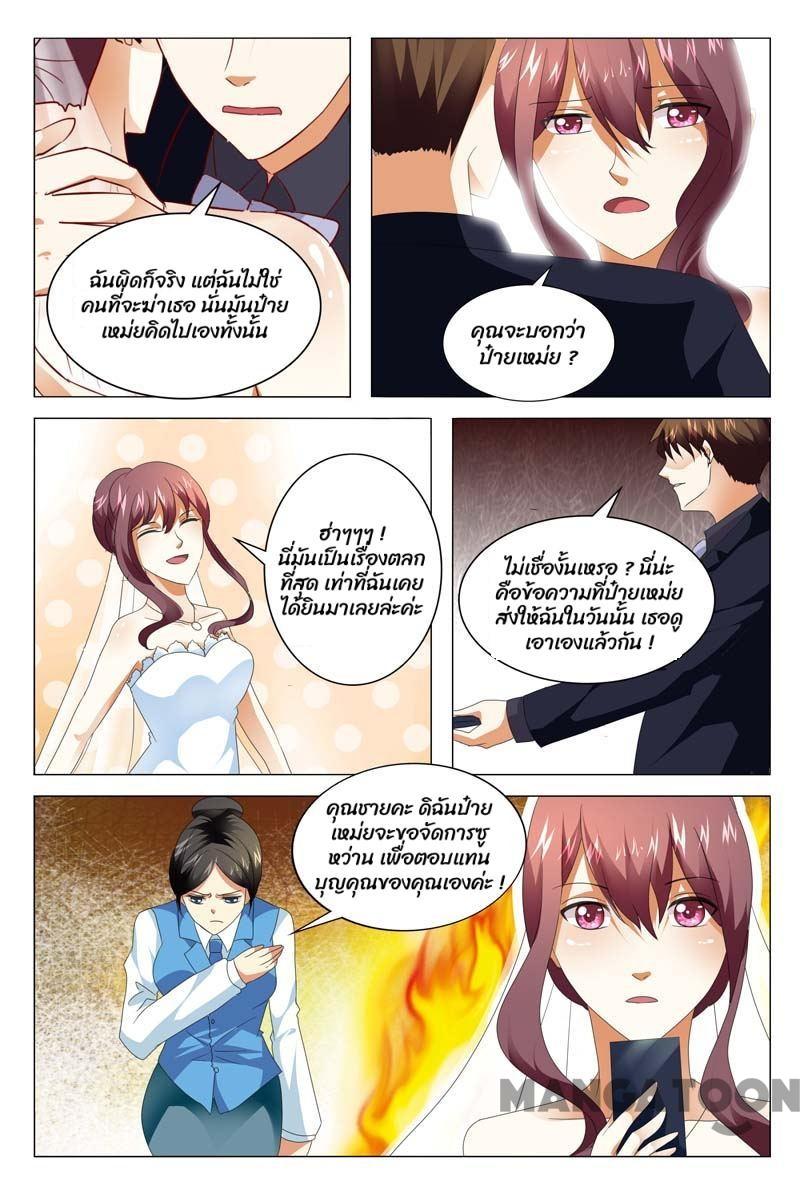 ฉันผิดก็จริง แต่ฉันไม่ใช่
คนที่จะฆ่าเธอ นั่นมันป๋าย
เหม่ยคิดไปเองทั้งนั้น
คุณจะบอกว่า
ป๋ายเหม่ย ?
ฮ่าๆๆๆ !
นี่มันเป็นเรื่องตลก
ที่สุด เท่าที่ฉันเคย
ได้ยินมาเลยล่ะค่ะ
ไม่เชื่องั้นเหรอ ? นี่น่ะ
คือข้อความที่ป๋ายเหม่ย
ส่งให้ฉันในวันนั้น เธอดู
เอาเองแล้วกัน !
คุณชายคะ ดิฉันป๋าย
เหม่ยจะขอจัดการซู
หว่าน เพื่อตอบแทน
บุญคุณของคุณเองค่ะ !
MANGATOON